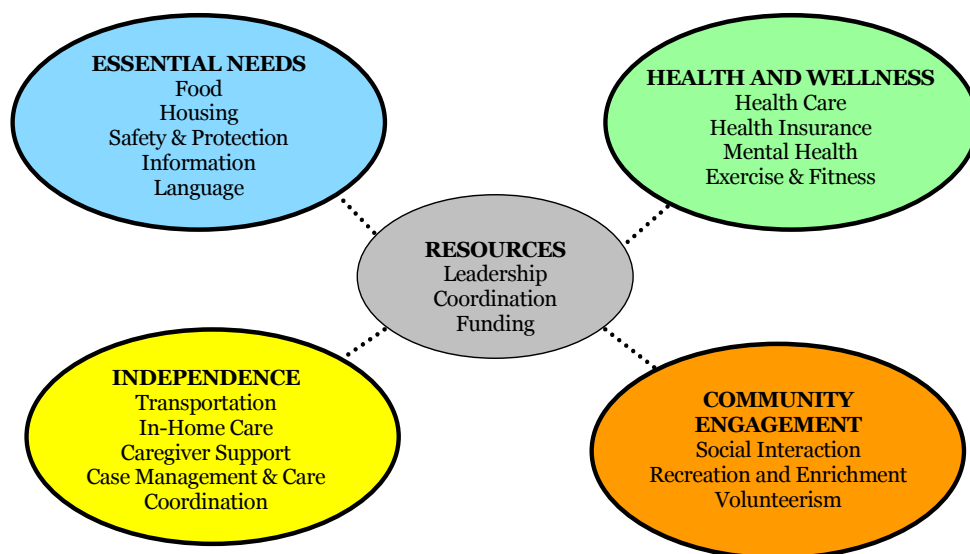 ESSENTIAL NEEDS
Food
Housing
Safety & Protection
Information
Language
HEALTH AND WELLNESS
Health Care
Health Insurance
Mental Health
Exercise & Fitness
RESOURCES
Leadership
Coordination
Funding
INDEPENDENCE
Transportation
In-Home Care
Caregiver Support
Case Management & Care
Coordination
COMMUNITY
ENGAGEMENT
Social Interaction
Recreation and Enrichment
Volunteerism